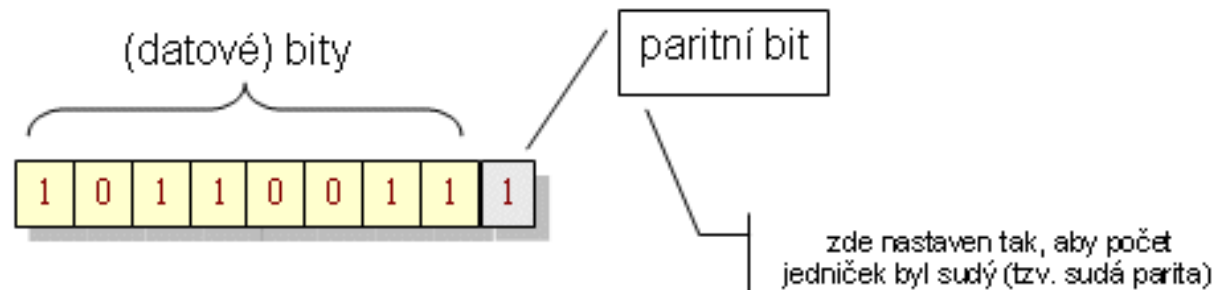 (datové) bity
paritní bit
1 0 1 1 0 0 1 1 1
zde nastaven tak, aby počet
jedniček byl sudý (tzv. sudá parita)